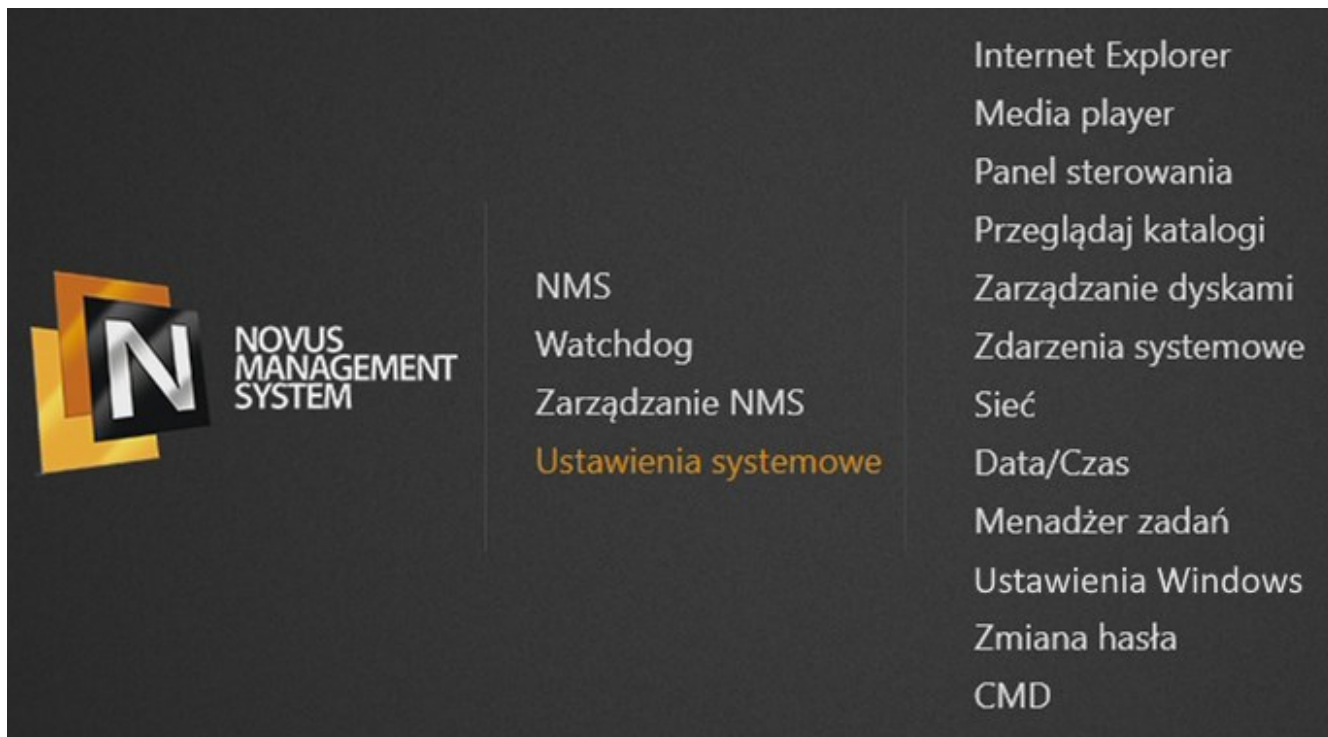 N
NOVUS
MANAGEMENT
SYSTEM
NMS
Watchdog
Zarządzanie NMS
Ustawienia systemowe
Internet Explorer
Media player
Panel sterowania
Przeglądaj katalogi
Zarządzanie dyskami
Zdarzenia systemowe
Sieć
Data/Czas
Menadżer zadań
Ustawienia Windows
Zmiana hasła
CMD